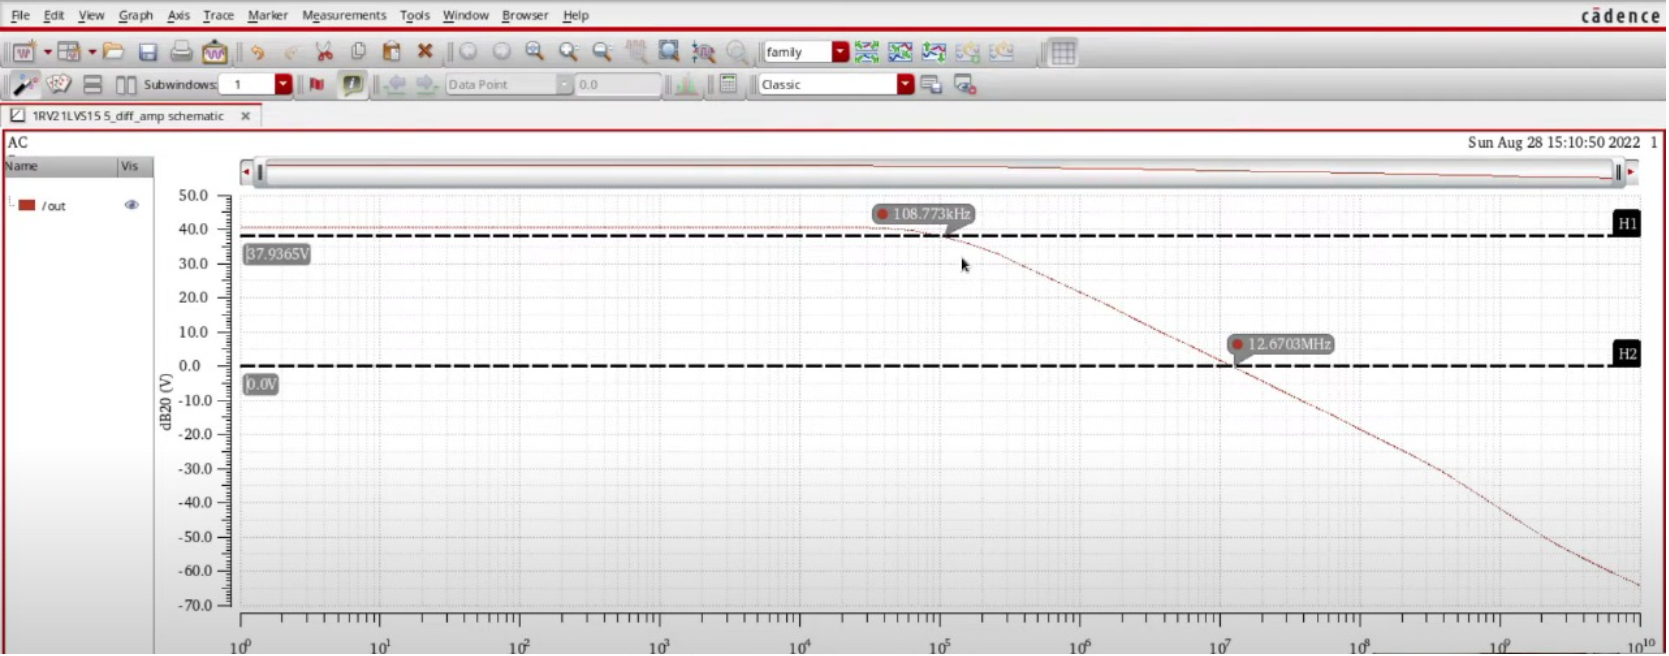 File Edit View Graph Axis Trace Marker Measurements Tools Window Browser Help cādence
family
Subwindows: 1 Data Point 0.0 Classic
1RV21LVS15 5_diff_amp schematic
AC Sun Aug 28 15:10:50 2022 1
Name Vis
/out
50.0
40.0
30.0
20.0
10.0
0.0
-10.0
-20.0
-30.0
-40.0
-50.0
-60.0
-70.0
dB20 (V)
108.773kHz
H1
37.9365V
12.6703MHz
H2
0.0V
10⁰ 10¹ 10² 10³ 10⁴ 10⁵ 10⁶ 10⁷ 10⁸ 10⁹ 10¹⁰